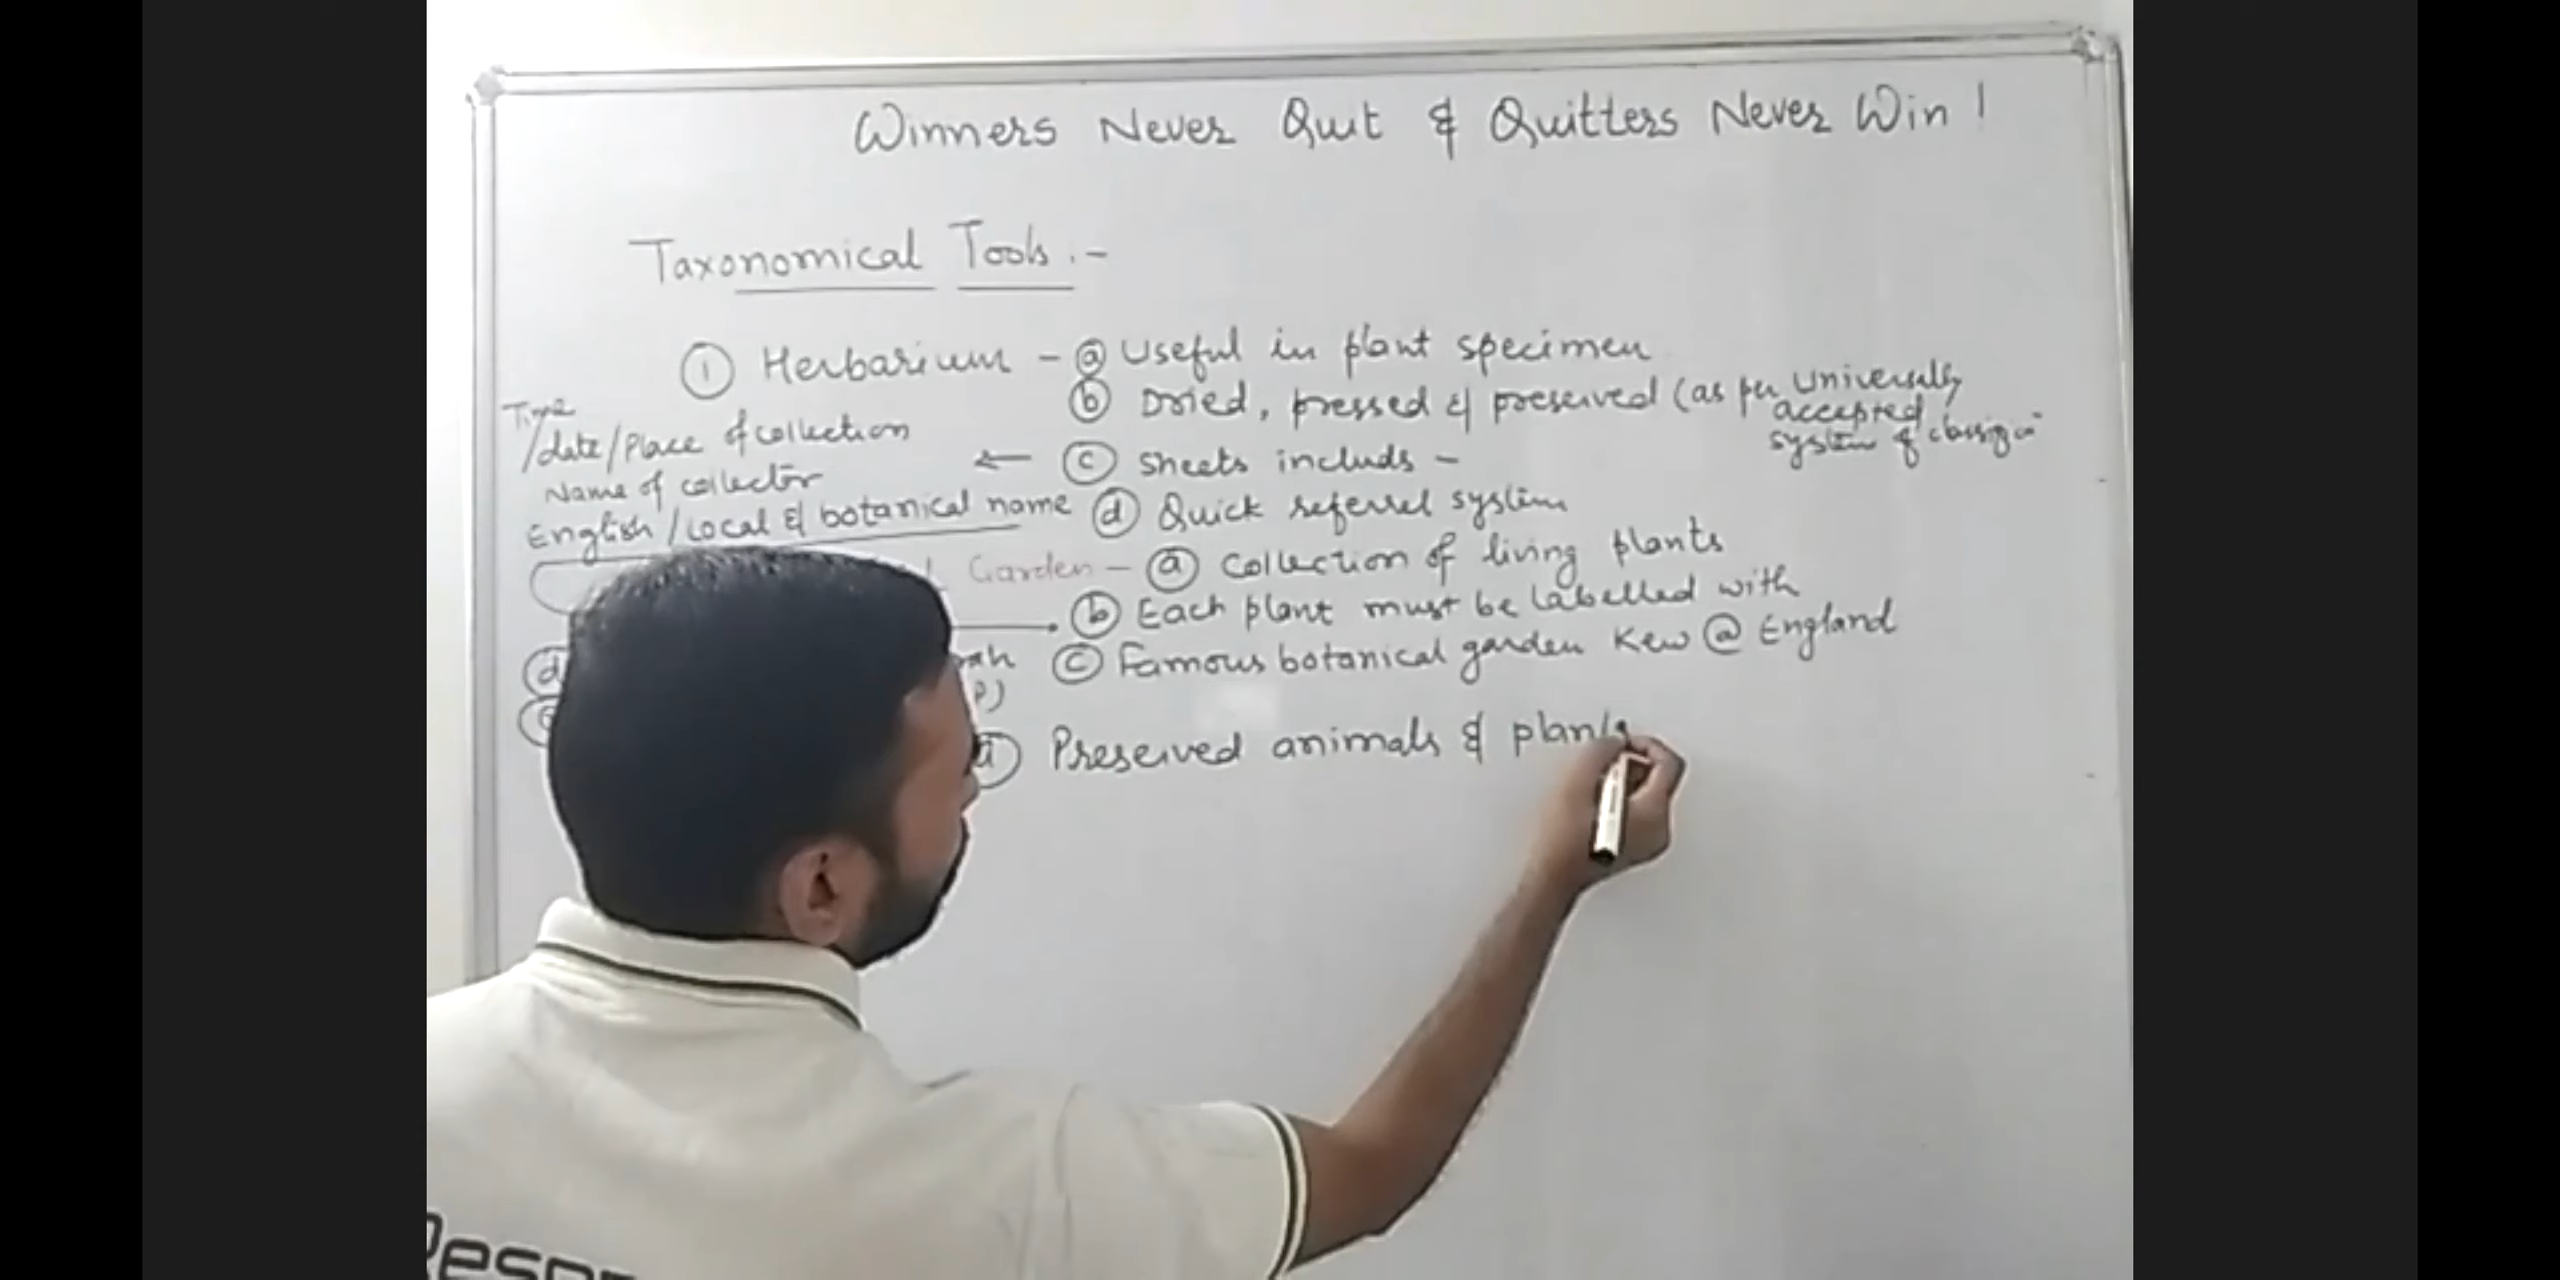 Winners Never Quit & Quitters Never Win !
Taxonomical Tools :-
① Herbarium - ⓐ Useful in plant specimen
ⓑ Dried, pressed & preserved (as per Universally
accepted
system of
Time
/date/Place of collection
← ⓒ Sheets includs -
Name of collector
English/Local & botanical name
ⓓ Quick referrel system
Garden - ⓐ Collection of living plants
ⓑ Each plant must be labelled with
ⓓ
ⓒ Famous botanical garden Kew @ England
ⓐ Preserved animals & plants